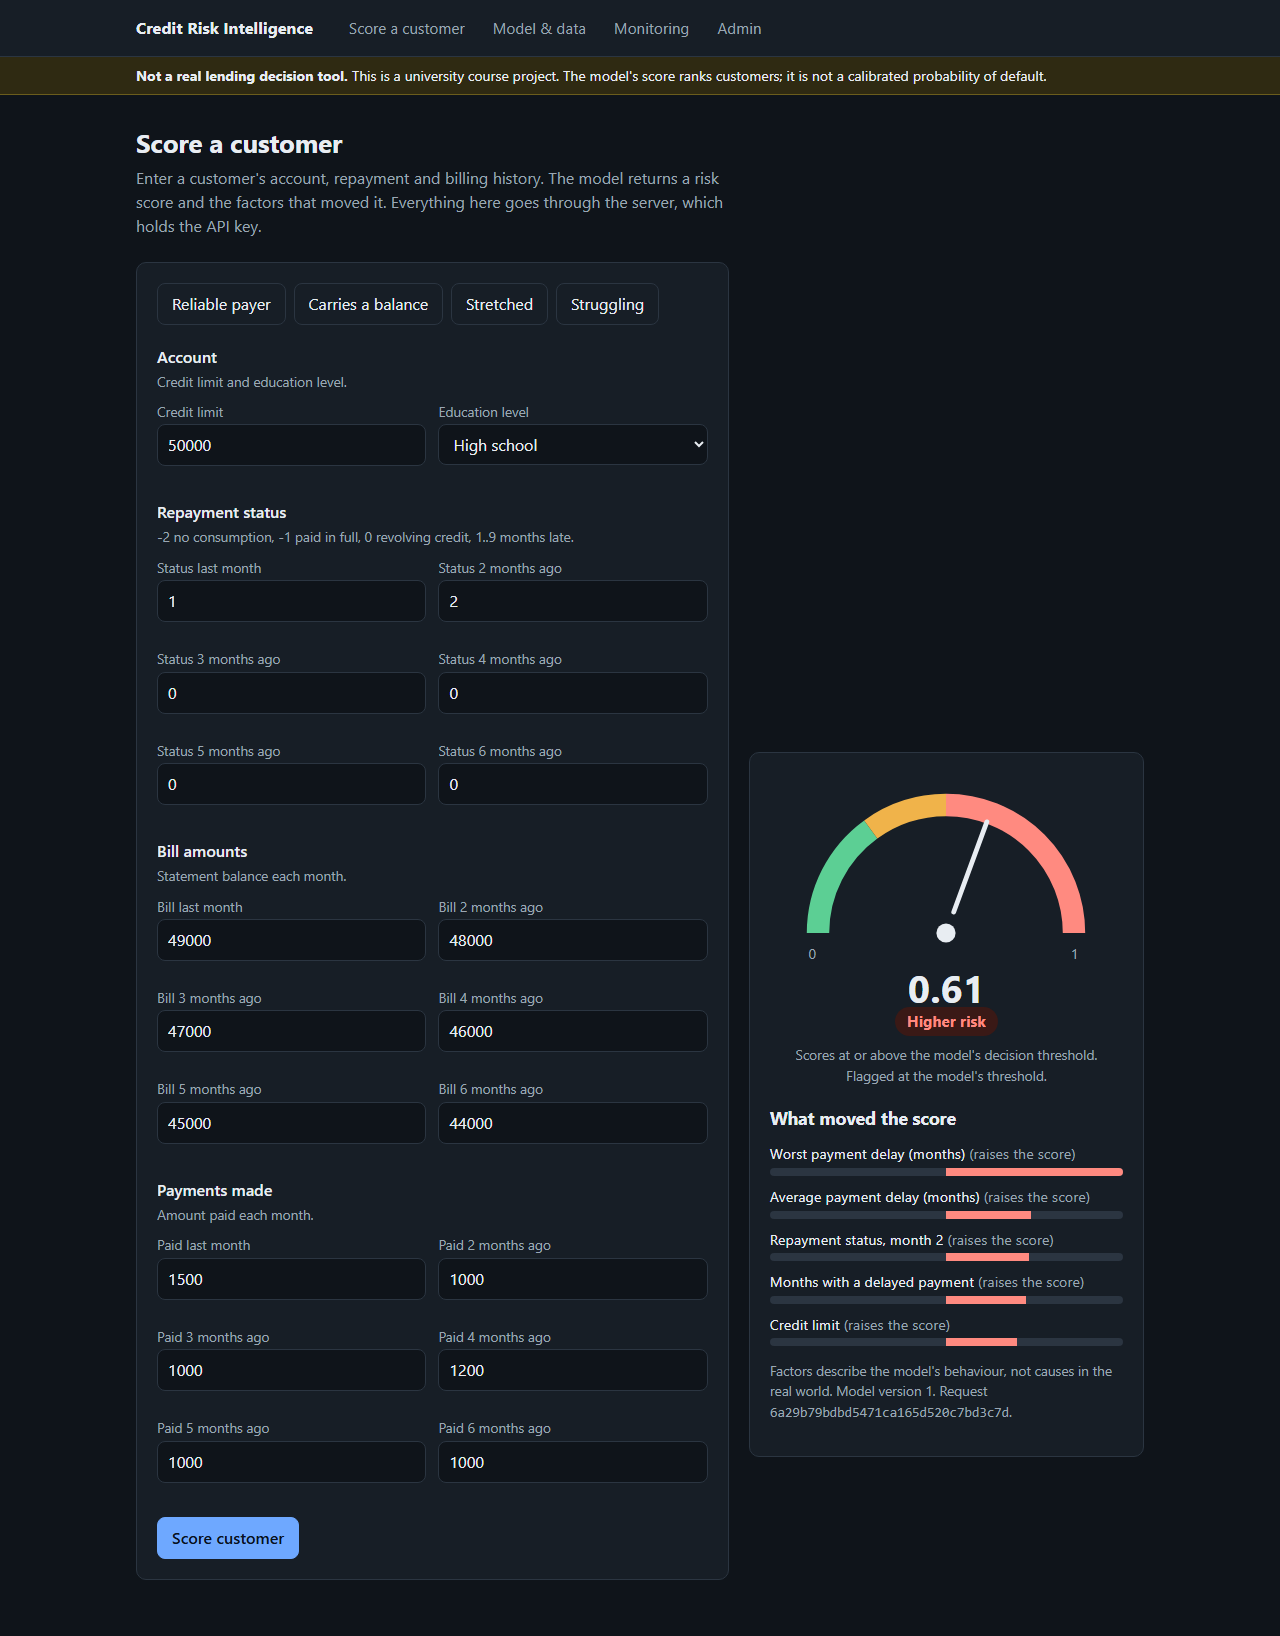 Credit Risk Intelligence
Score a customer
Model & data
Monitoring
Admin
Not a real lending decision tool. This is a university course project. The model's score ranks customers; it is not a calibrated probability of default.
Score a customer
Enter a customer's account, repayment and billing history. The model returns a risk
score and the factors that moved it. Everything here goes through the server, which
holds the API key.
Reliable payer
Carries a balance
Stretched
Struggling
Account
Credit limit and education level.
Credit limit
Education level
50000
High school
Repayment status
-2 no consumption, -1 paid in full, 0 revolving credit, 1..9 months late.
Status last month
Status 2 months ago
1
2
Status 3 months ago
Status 4 months ago
0
0
Status 5 months ago
Status 6 months ago
0
0
Bill amounts
Statement balance each month.
Bill last month
Bill 2 months ago
49000
48000
Bill 3 months ago
Bill 4 months ago
47000
46000
Bill 5 months ago
Bill 6 months ago
45000
44000
Payments made
Amount paid each month.
Paid last month
Paid 2 months ago
1500
1000
Paid 3 months ago
Paid 4 months ago
1000
1200
Paid 5 months ago
Paid 6 months ago
1000
1000
Score customer
0
1
0.61
Higher risk
Scores at or above the model's decision threshold.
Flagged at the model's threshold.
What moved the score
Worst payment delay (months) (raises the score)
Average payment delay (months) (raises the score)
Repayment status, month 2 (raises the score)
Months with a delayed payment (raises the score)
Credit limit (raises the score)
Factors describe the model's behaviour, not causes in the
real world. Model version 1. Request
6a29b79bdbd5471ca165d520c7bd3c7d.